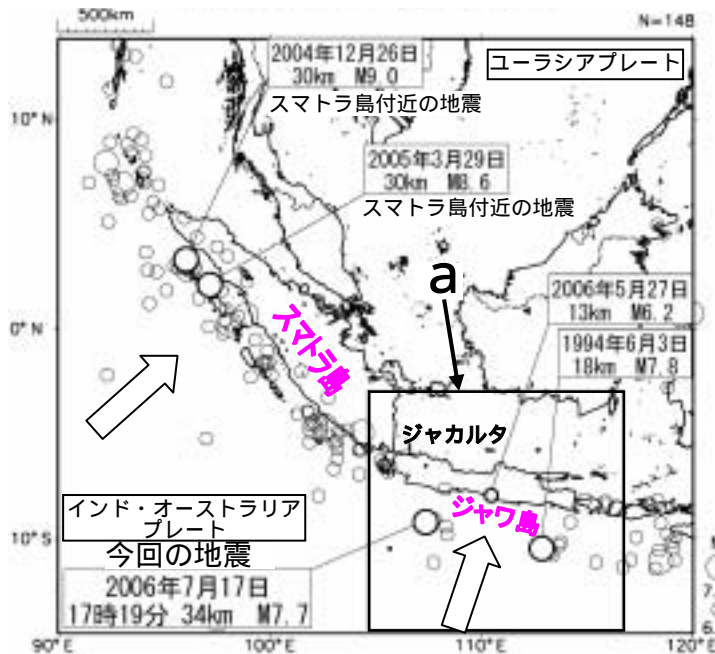 500km
N=148
2004年12月26日
30km M9.0
スマトラ島付近の地震
ユーラシアプレート
10°N
2005年3月29日
30km M8.6
スマトラ島付近の地震
a
2006年5月27日
13km M6.2
0°N
スマトラ島
1994年6月3日
18km M7.8
ジャカルタ
インド・オーストラリア
プレート
ジャワ島
10°S
今回の地震
2006年7月17日
17時19分 34km M7.7
90°E
100°E
110°E
120°E